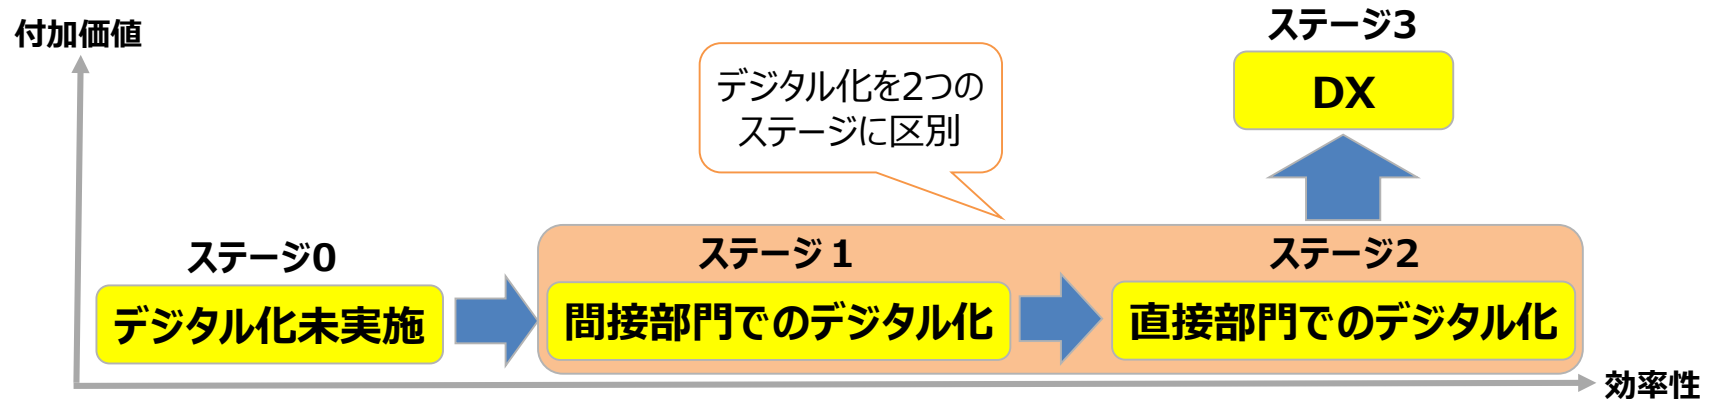 付加価値
ステージ3
DX
デジタル化を2つの
ステージに区別
ステージ0
デジタル化未実施
ステージ１
間接部門でのデジタル化
ステージ2
直接部門でのデジタル化
効率性